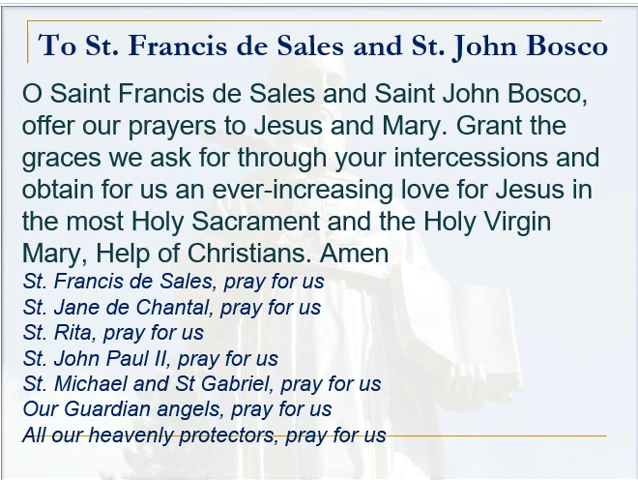 To St. Francis de Sales and St. John Bosco
O Saint Francis de Sales and Saint John Bosco,
offer our prayers to Jesus and Mary. Grant the
graces we ask for through your intercessions and
obtain for us an ever-increasing love for Jesus in
the most Holy Sacrament and the Holy Virgin
Mary, Help of Christians. Amen
St. Francis de Sales, pray for us
St. Jane de Chantal, pray for us
St. Rita, pray for us
St. John Paul II, pray for us
St. Michael and St Gabriel, pray for us
Our Guardian angels, pray for us
All our heavenly protectors, pray for us